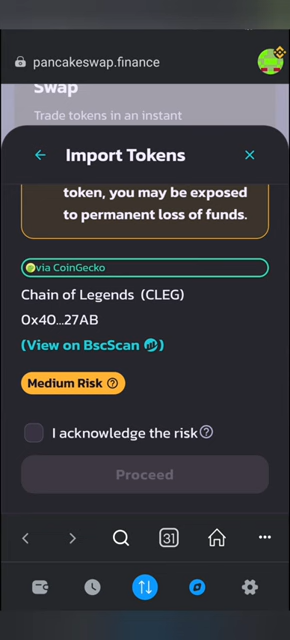 pancakeswap.finance
Swap
Trade tokens in an instant
Import Tokens
token, you may be exposed
to permanent loss of funds.
via CoinGecko
Chain of Legends (CLEG)
0x40...27AB
(View on BscScan)
Medium Risk
I acknowledge the risk
Proceed
31